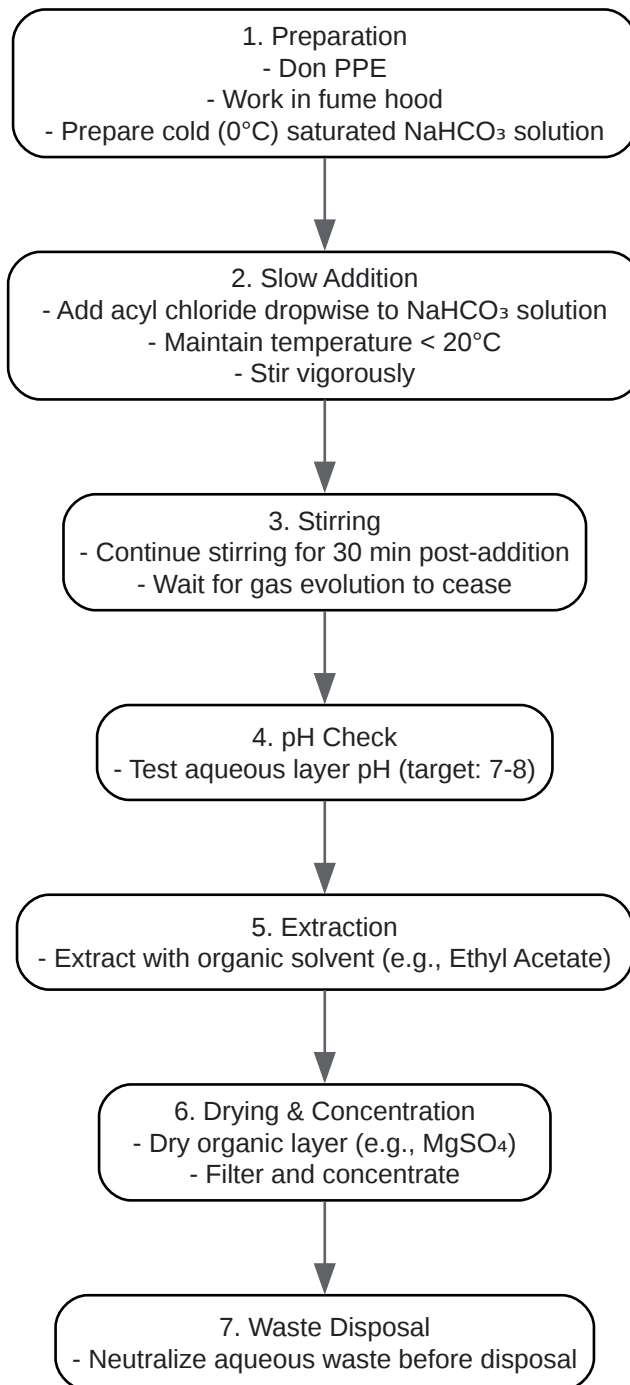 1. Preparation
- Don PPE
- Work in fume hood
- Prepare cold (0°C) saturated NaHCO₃ solution
2. Slow Addition
- Add acyl chloride dropwise to NaHCO₃ solution
- Maintain temperature < 20°C
- Stir vigorously
3. Stirring
- Continue stirring for 30 min post-addition
- Wait for gas evolution to cease
4. pH Check
- Test aqueous layer pH (target: 7-8)
5. Extraction
- Extract with organic solvent (e.g., Ethyl Acetate)
6. Drying & Concentration
- Dry organic layer (e.g., MgSO₄)
- Filter and concentrate
7. Waste Disposal
- Neutralize aqueous waste before disposal